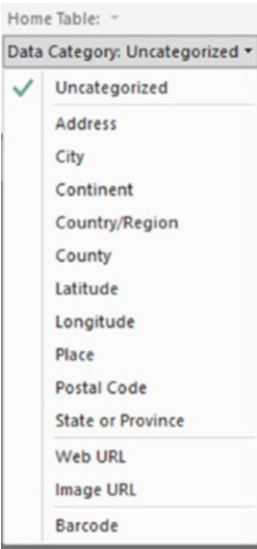 Home Table:
Data Category: Uncategorized
Uncategorized
Address
City
Continent
Country/Region
County
Latitude
Longitude
Place
Postal Code
State or Province
Web URL
Image URL
Barcode